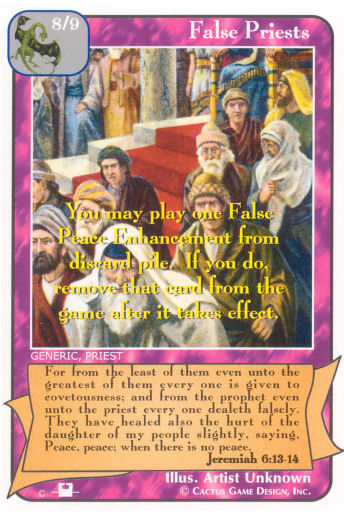 8/9
False Priests
You may play one False
Peace Enhancement from
discard pile. If you do,
remove that card from the
game after it takes effect.
GENERIC, PRIEST
For from the least of them even unto the
greatest of them every one is given to
covetousness; and from the prophet even
unto the priest every one dealeth falsely.
They have healed also the hurt of the
daughter of my people slightly, saying,
Peace, peace; when there is no peace.
Jeremiah 6:13-14
Illus. Artist Unknown
C
© CACTUS GAME DESIGN, INC.